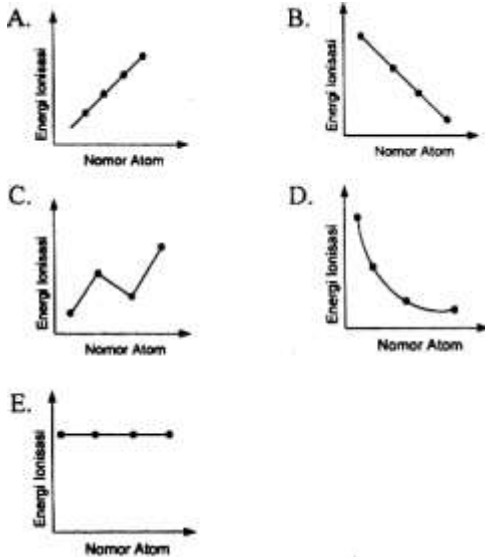 A.
Energi Ionisasi
Nomor Atom
B.
Energi Ionisasi
Nomor Atom
C.
Energi Ionisasi
Nomor Atom
D.
Energi Ionisasi
Nomor Atom
E.
Energi Ionisasi
Nomor Atom